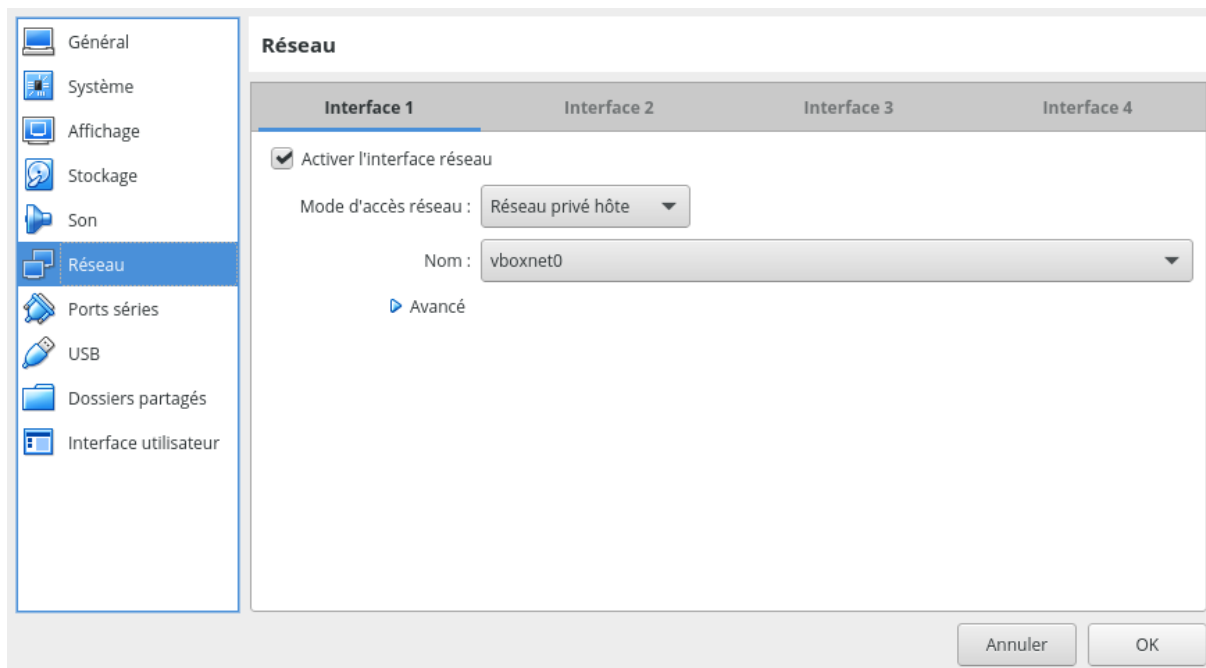 Général
Système
Affichage
Stockage
Son
Réseau
Ports séries
USB
Dossiers partagés
Interface utilisateur
Réseau
Interface 1 Interface 2 Interface 3 Interface 4
Activer l'interface réseau
Mode d'accès réseau : Réseau privé hôte
Nom : vboxnet0
Avancé
Annuler OK